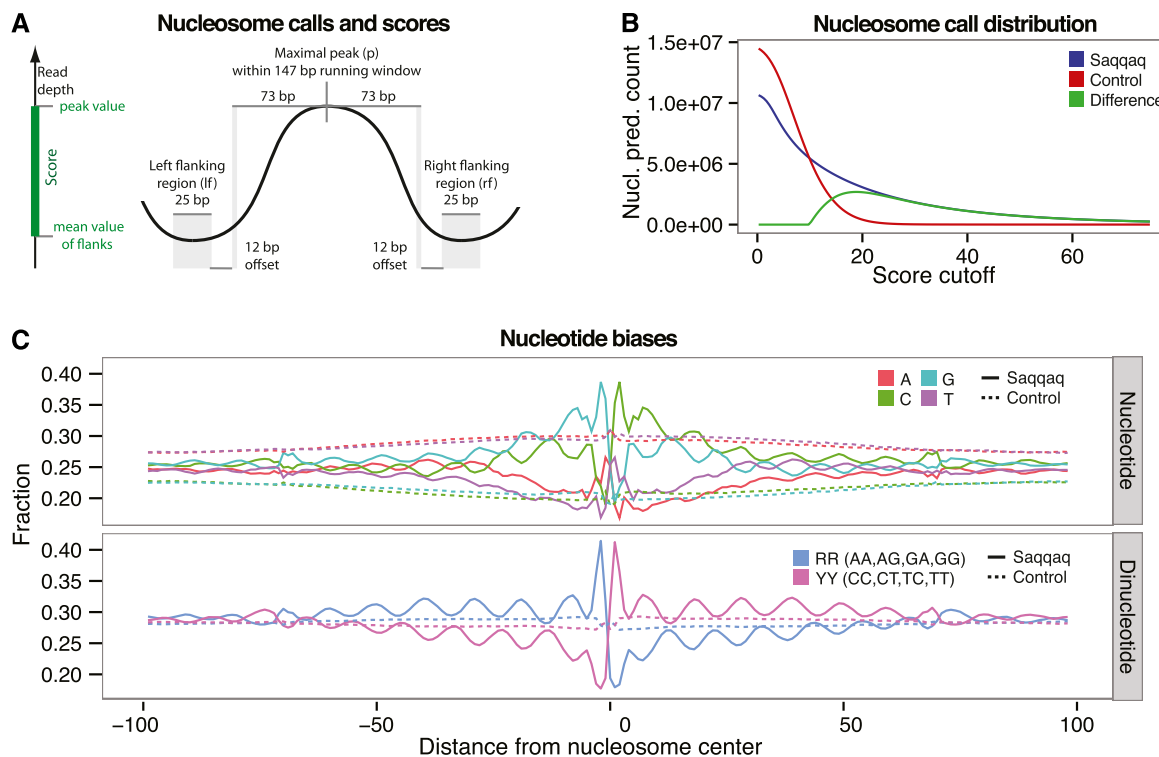 A
Nucleosome calls and scores
Read
depth
peak value
Score
mean value
of flanks
Maximal peak (p)
within 147 bp running window
73 bp
73 bp
Left flanking
region (lf)
25 bp
Right flanking
region (rf)
25 bp
12 bp
offset
12 bp
offset
B
Nucleosome call distribution
Nucl. pred. count
1.5e+07
1.0e+07
5.0e+06
0.0e+00
Saqqaq
Control
Difference
0
20
40
60
Score cutoff
C
Nucleotide biases
Fraction
0.40
0.35
0.30
0.25
0.20
A
G
Saqqaq
C
T
Control
Nucleotide
0.40
0.35
0.30
0.25
0.20
RR (AA,AG,GA,GG)
Saqqaq
YY (CC,CT,TC,TT)
Control
Dinucleotide
−100
−50
0
50
100
Distance from nucleosome center